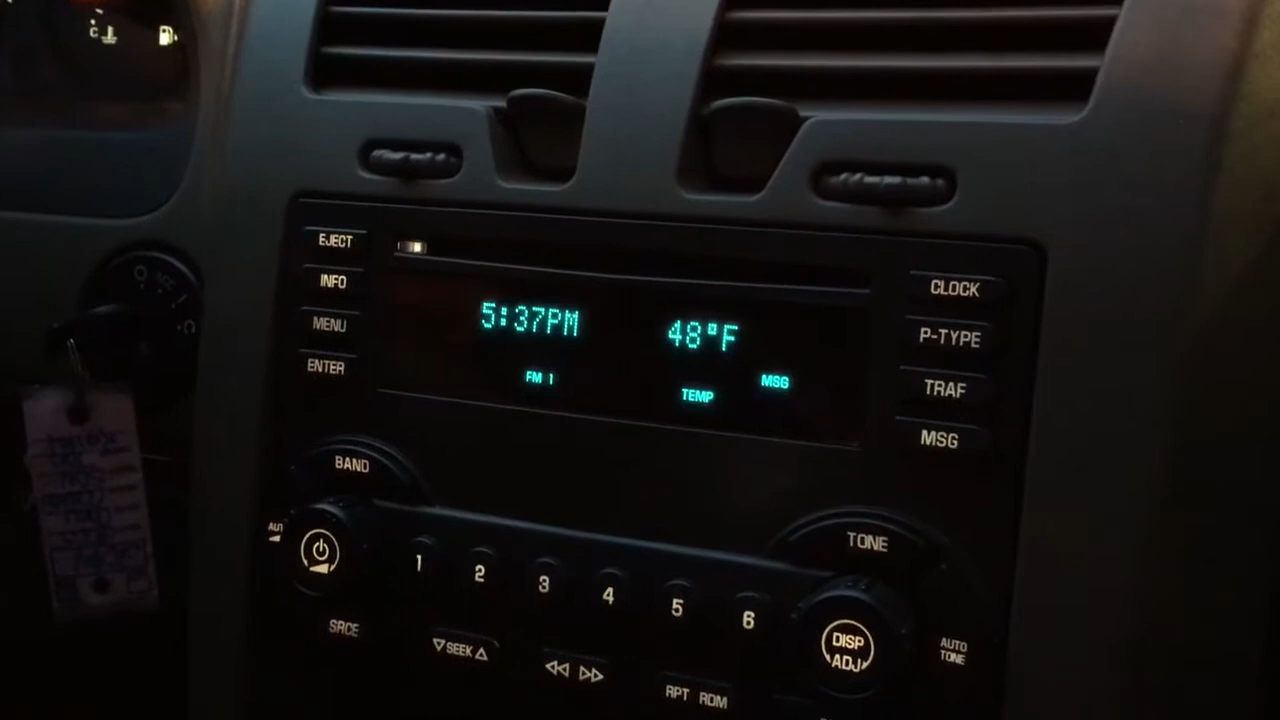 C
EJECT
INFO
MENU
ENTER
5:37PM
48°F
FM 1
TEMP
MSG
CLOCK
P-TYPE
TRAF
MSG
BAND
TONE
1 2 3 4 5 6
SRCE
SEEK
RPT RDM
DISP
ADJ
AUTO
TONE